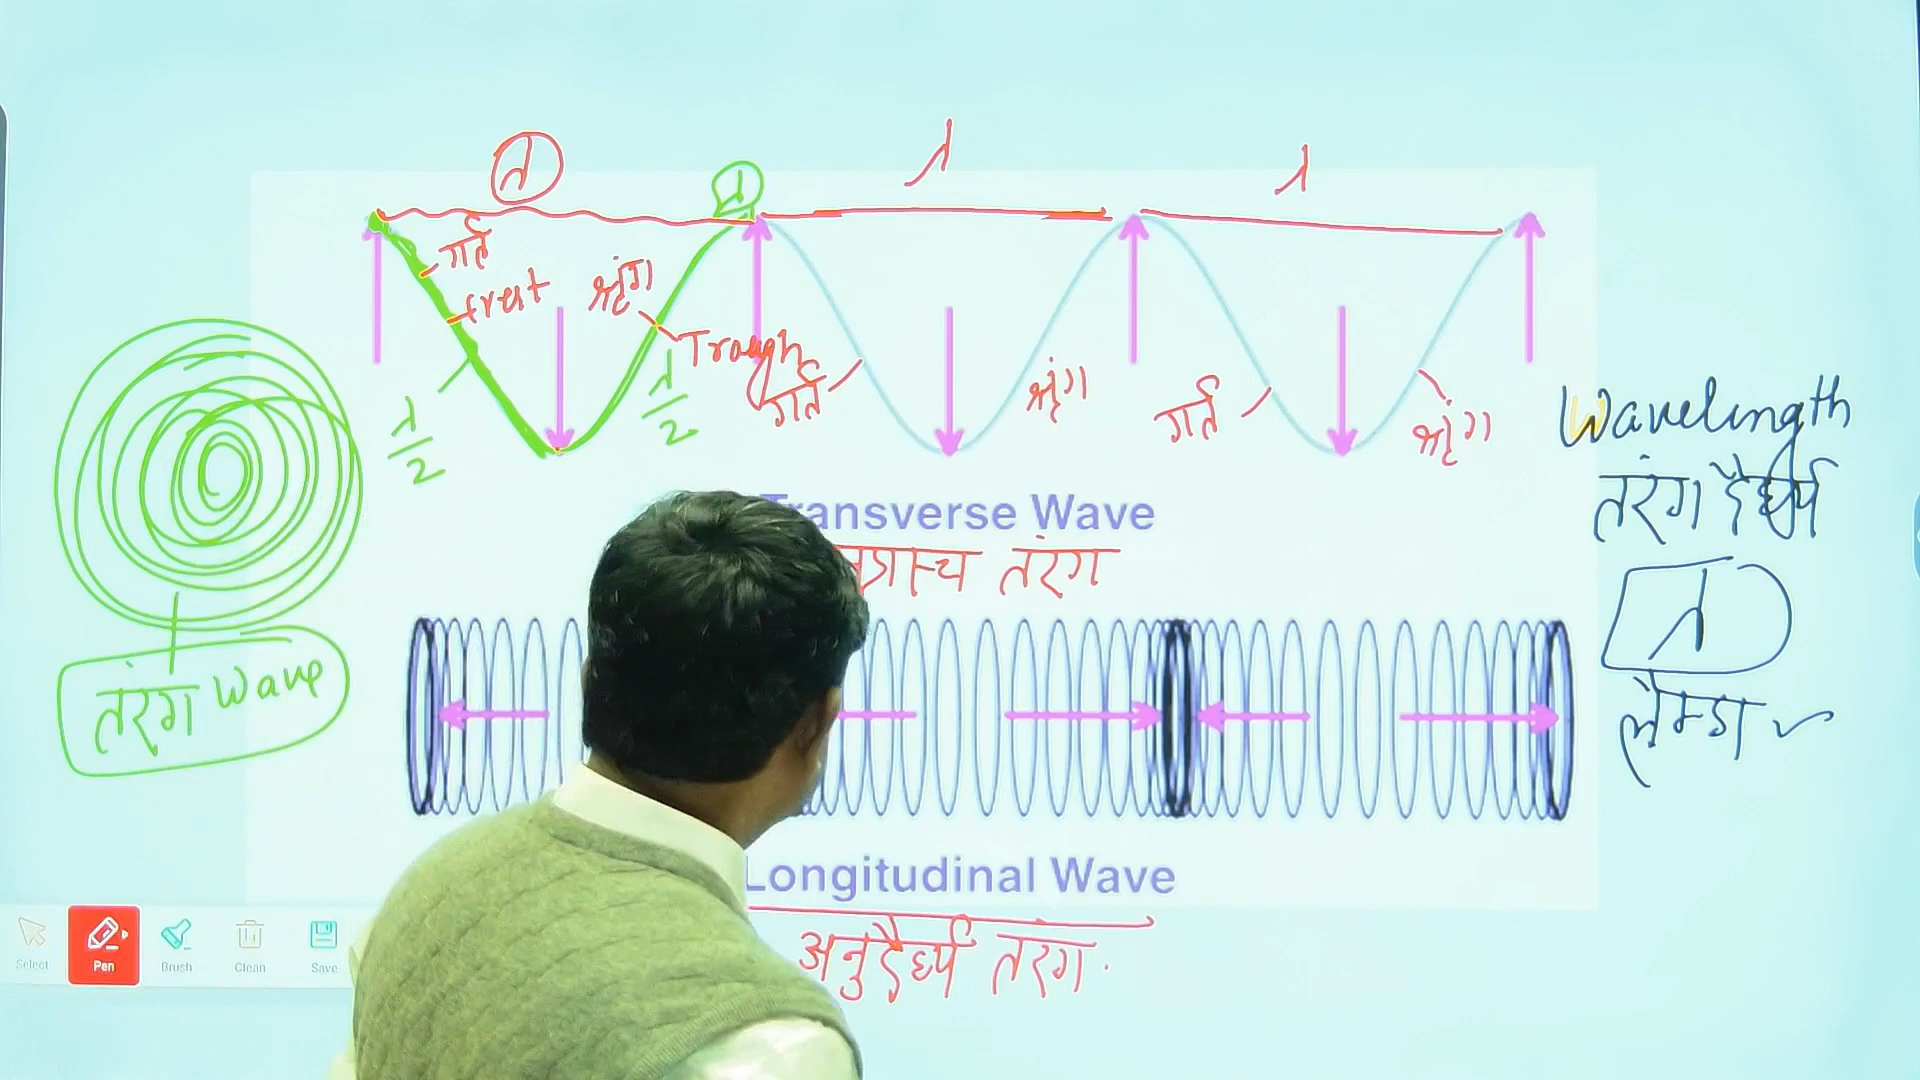 λ
λ
λ
λ
गर्त
crest
श्रृंग
Trough
λ/2
λ/2
गर्त
श्रृंग
गर्त
श्रृंग
Wavelength
तरंग दैर्ध्य
λ
लैम्डा ✓
Transverse Wave
तरंग
तरंग Wave
Longitudinal Wave
अनुदैर्ध्य तरंग.
Select
Pen
Brush
Clean
Save